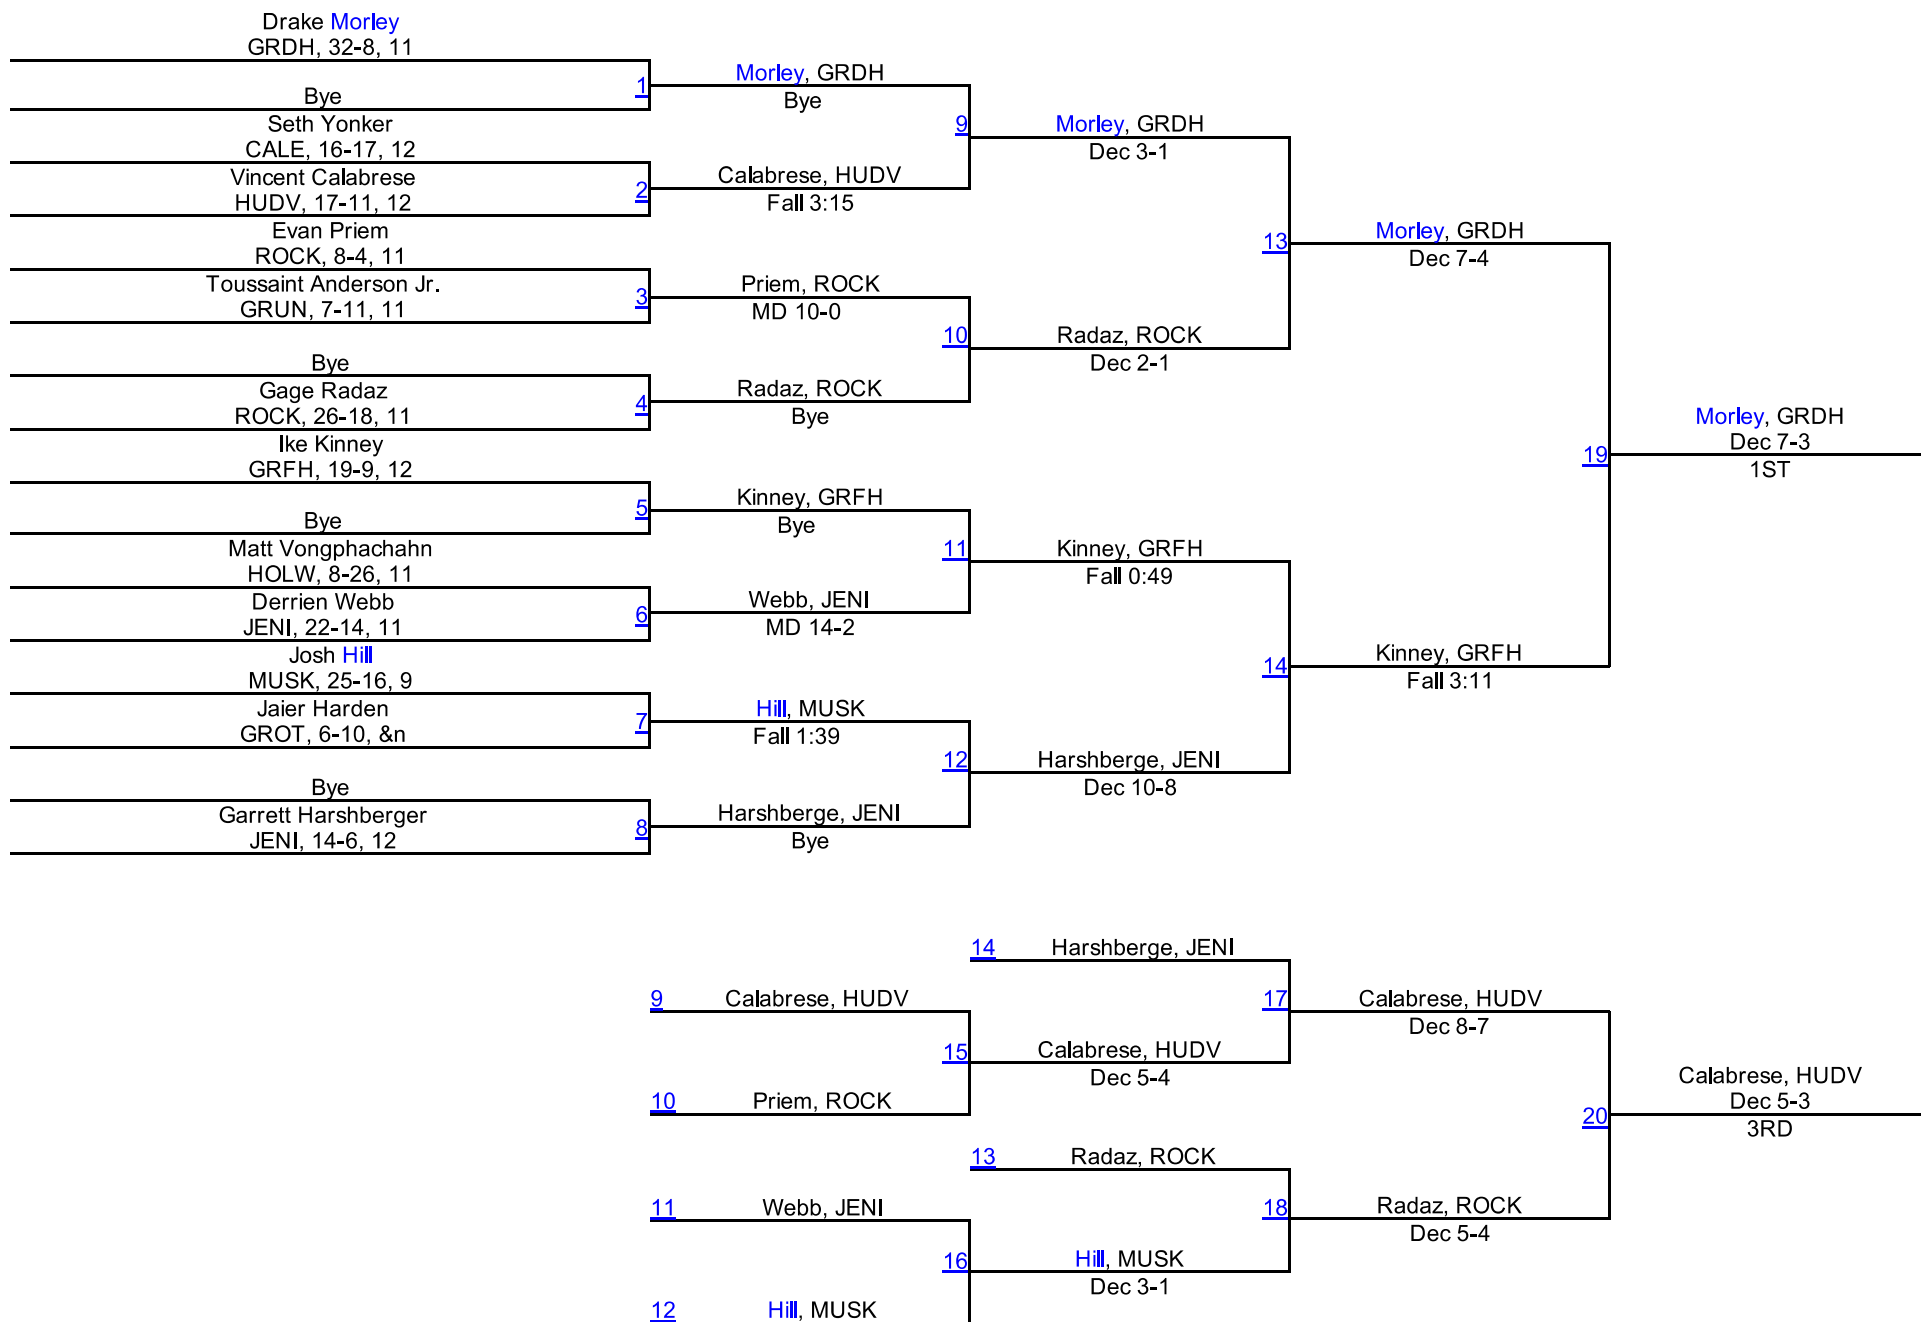 Drake Morley
GRDH, 32-8, 11
1
Morley, GRDH
Bye
Bye
Seth Yonker
CALE, 16-17, 12
9
Morley, GRDH
Dec 3-1
Vincent Calabrese
HUDV, 17-11, 12
2
Calabrese, HUDV
Fall 3:15
Evan Priem
ROCK, 8-4, 11
13
Morley, GRDH
Dec 7-4
Toussaint Anderson Jr.
GRUN, 7-11, 11
3
Priem, ROCK
MD 10-0
10
Radaz, ROCK
Dec 2-1
Bye
Gage Radaz
ROCK, 26-18, 11
4
Radaz, ROCK
Bye
Ike Kinney
GRFH, 19-9, 12
19
Morley, GRDH
Dec 7-3
1ST
5
Kinney, GRFH
Bye
Bye
Matt Vongphachahn
HOLW, 8-26, 11
11
Kinney, GRFH
Fall 0:49
Derrien Webb
JENI, 22-14, 11
6
Webb, JENI
MD 14-2
Josh Hill
MUSK, 25-16, 9
14
Kinney, GRFH
Fall 3:11
Jaier Harden
GROT, 6-10, &n
7
Hill, MUSK
Fall 1:39
12
Harshberge, JENI
Dec 10-8
Bye
Garrett Harshberger
JENI, 14-6, 12
8
Harshberge, JENI
Bye
14
Harshberge, JENI
9
Calabrese, HUDV
17
Calabrese, HUDV
Dec 8-7
15
Calabrese, HUDV
Dec 5-4
10
Priem, ROCK
20
Calabrese, HUDV
Dec 5-3
3RD
13
Radaz, ROCK
11
Webb, JENI
18
Radaz, ROCK
Dec 5-4
16
Hill, MUSK
Dec 3-1
12
Hill, MUSK